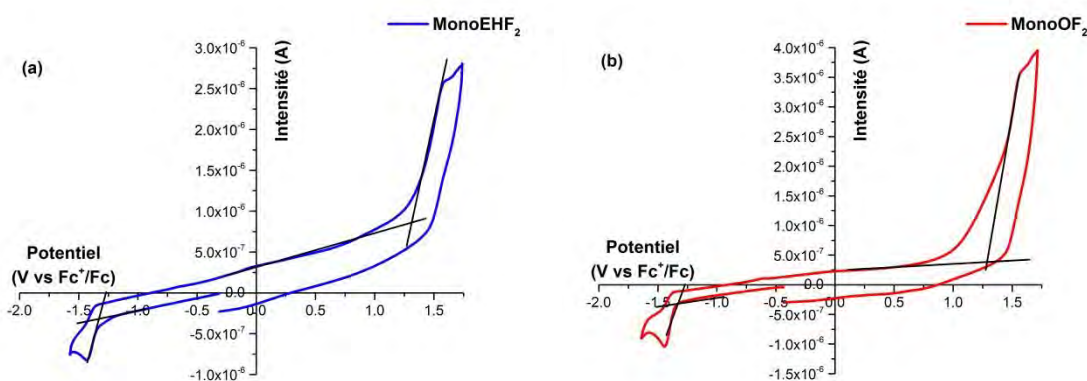 MonoEHF₂
(a)
Intensité (A)
3.0x10⁻⁶
2.5x10⁻⁶
2.0x10⁻⁶
1.5x10⁻⁶
1.0x10⁻⁶
5.0x10⁻⁷
0.0
-5.0x10⁻⁷
-1.0x10⁻⁶
Potentiel
(V vs Fc⁺/Fc)
-2.0 -1.5 -1.0 -0.5 0.0 0.5 1.0 1.5
MonoOF₂
(b)
Intensité (A)
4.0x10⁻⁶
3.5x10⁻⁶
3.0x10⁻⁶
2.5x10⁻⁶
2.0x10⁻⁶
1.5x10⁻⁶
1.0x10⁻⁶
5.0x10⁻⁷
0.0
-5.0x10⁻⁷
-1.0x10⁻⁶
-1.5x10⁻⁶
Potentiel
(V vs Fc⁺/Fc)
-2.0 -1.5 -1.0 -0.5 0.0 0.5 1.0 1.5